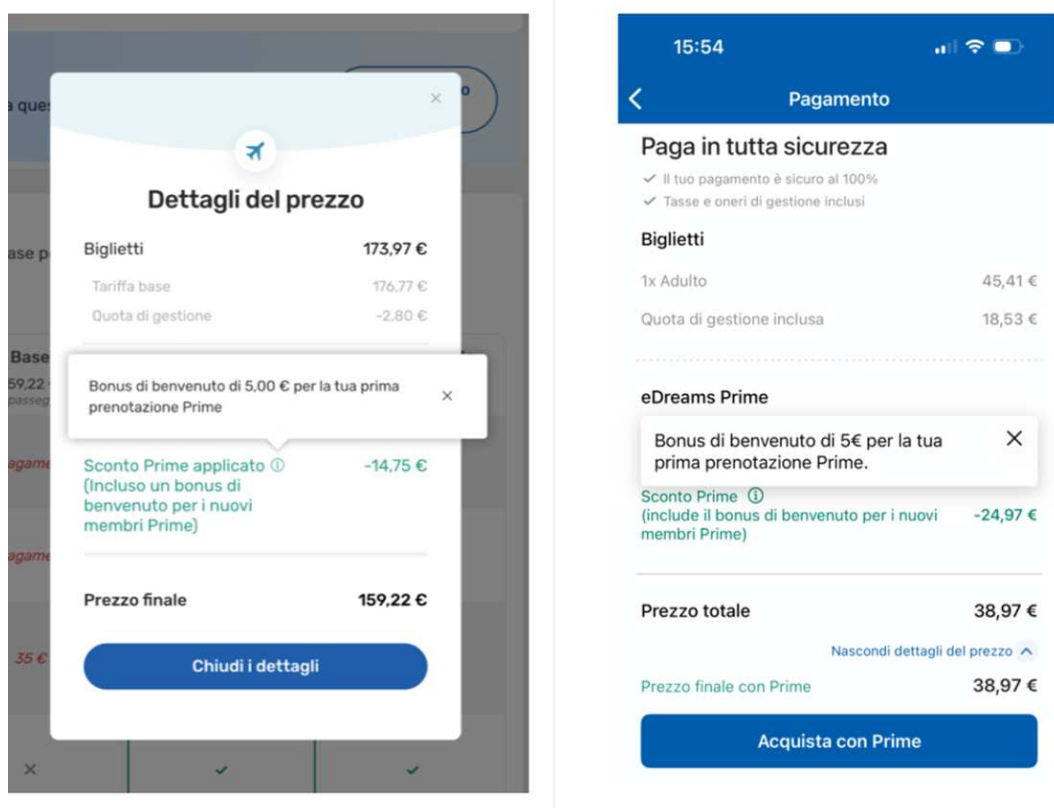 a ques
o
Dettagli del prezzo
Biglietti 173,97 €
Tariffa base 176,77 €
Quota di gestione -2,80 €
ase p
Base
59,22
passeg
Bonus di benvenuto di 5,00 € per la tua prima
prenotazione Prime
agame
Sconto Prime applicato -14,75 €
(Incluso un bonus di
benvenuto per i nuovi
membri Prime)
agame
Prezzo finale 159,22 €
35 €
Chiudi i dettagli
15:54
Pagamento
Paga in tutta sicurezza
Il tuo pagamento è sicuro al 100%
Tasse e oneri di gestione inclusi
Biglietti
1x Adulto 45,41 €
Quota di gestione inclusa 18,53 €
eDreams Prime
Bonus di benvenuto di 5€ per la tua
prima prenotazione Prime.
Sconto Prime
(include il bonus di benvenuto per i nuovi -24,97 €
membri Prime)
Prezzo totale 38,97 €
Nascondi dettagli del prezzo
Prezzo finale con Prime 38,97 €
Acquista con Prime